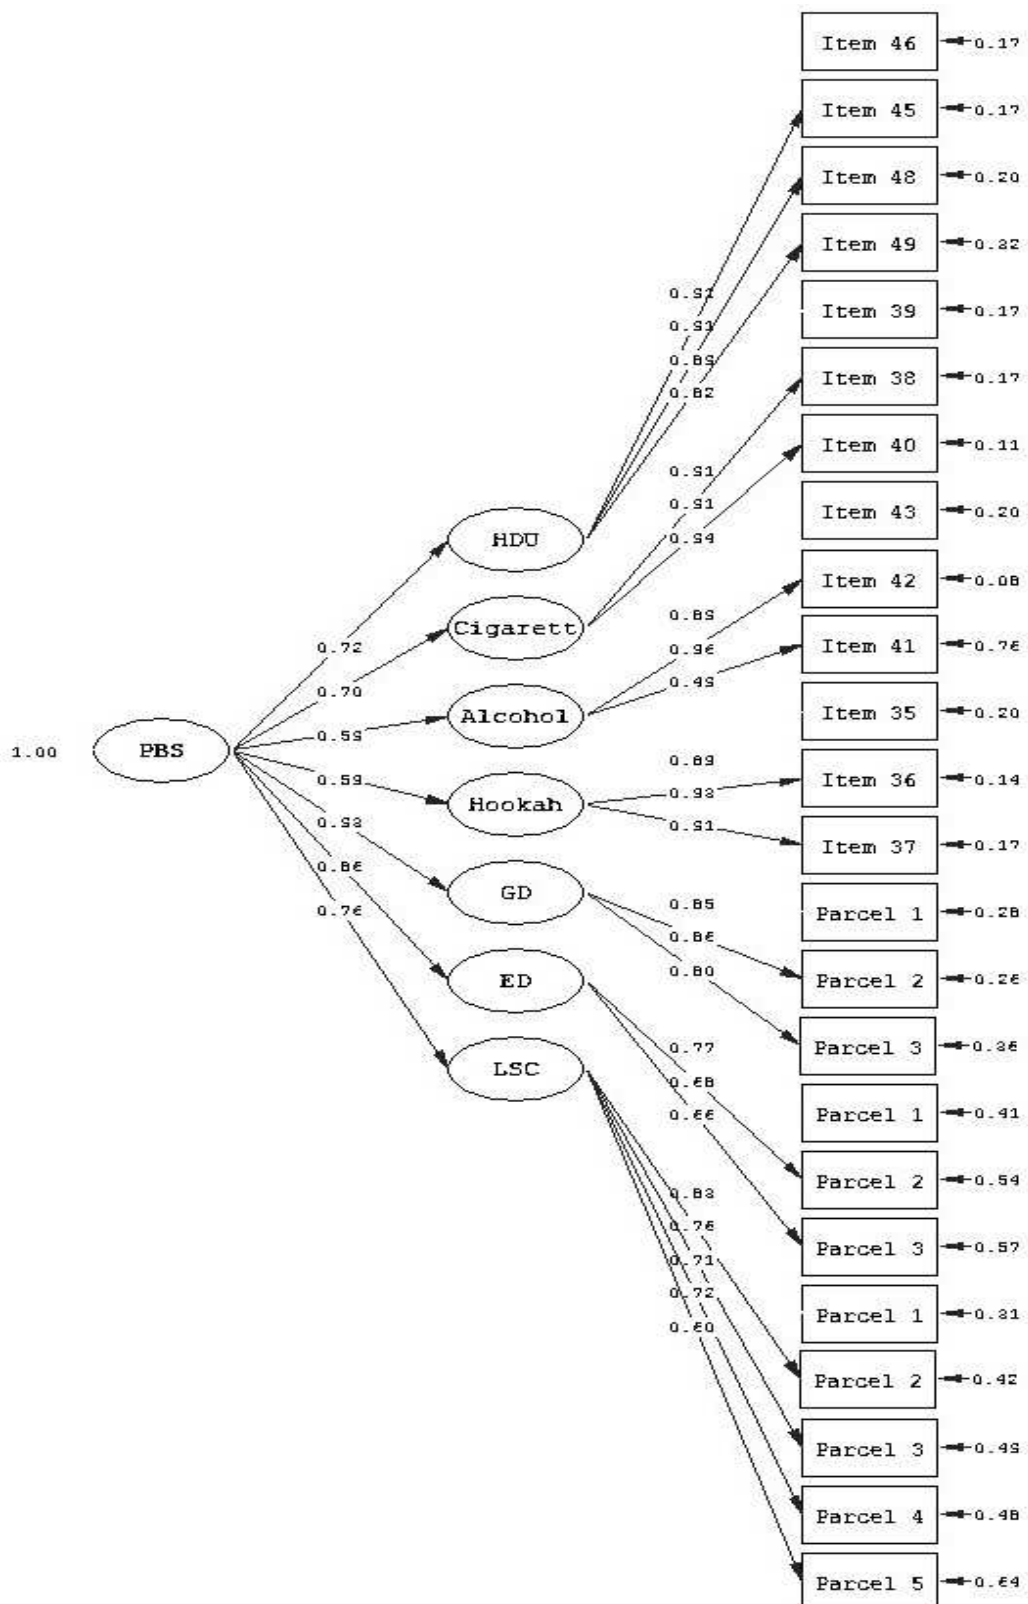 1.00
PBS
0.72
0.70
0.59
0.59
0.93
0.86
0.76
HDU
Cigarett
Alcohol
Hookah
GD
ED
LSC
0.91
0.91
0.89
0.82
0.91
0.91
0.94
0.89
0.96
0.49
0.89
0.93
0.91
0.85
0.86
0.80
0.77
0.68
0.66
0.83
0.76
0.71
0.72
0.60
Item 46 0.17
Item 45 0.17
Item 48 0.20
Item 49 0.32
Item 39 0.17
Item 38 0.17
Item 40 0.11
Item 43 0.20
Item 42 0.08
Item 41 0.76
Item 35 0.20
Item 36 0.14
Item 37 0.17
Parcel 1 0.28
Parcel 2 0.26
Parcel 3 0.36
Parcel 1 0.41
Parcel 2 0.54
Parcel 3 0.57
Parcel 1 0.31
Parcel 2 0.42
Parcel 3 0.49
Parcel 4 0.48
Parcel 5 0.64